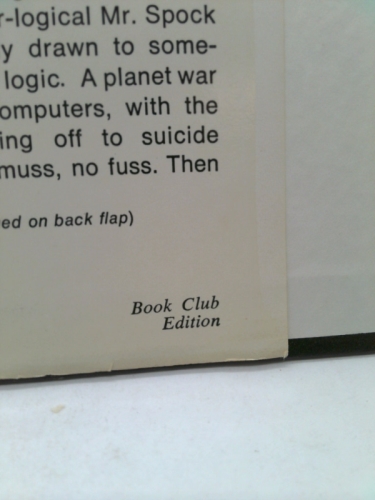 r-logical Mr. Spock
y drawn to some-
logic. A planet war
omputers, with the
ing off to suicide
muss, no fuss. Then
ed on back flap)
Book Club
Edition